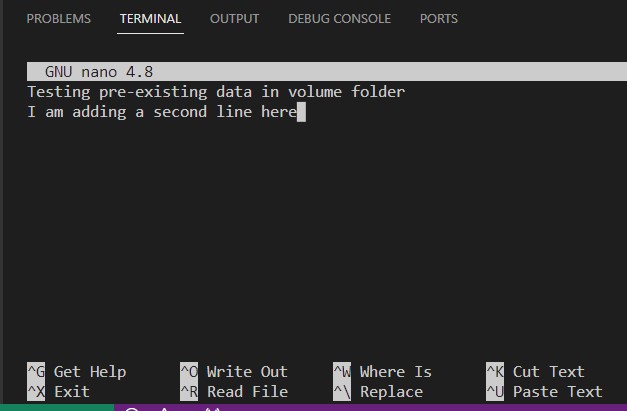 PROBLEMS TERMINAL OUTPUT DEBUG CONSOLE PORTS
GNU nano 4.8
Testing pre-existing data in volume folder
I am adding a second line here
^G Get Help ^O Write Out ^W Where Is ^K Cut Text
^X Exit ^R Read File ^\ Replace ^U Paste Text